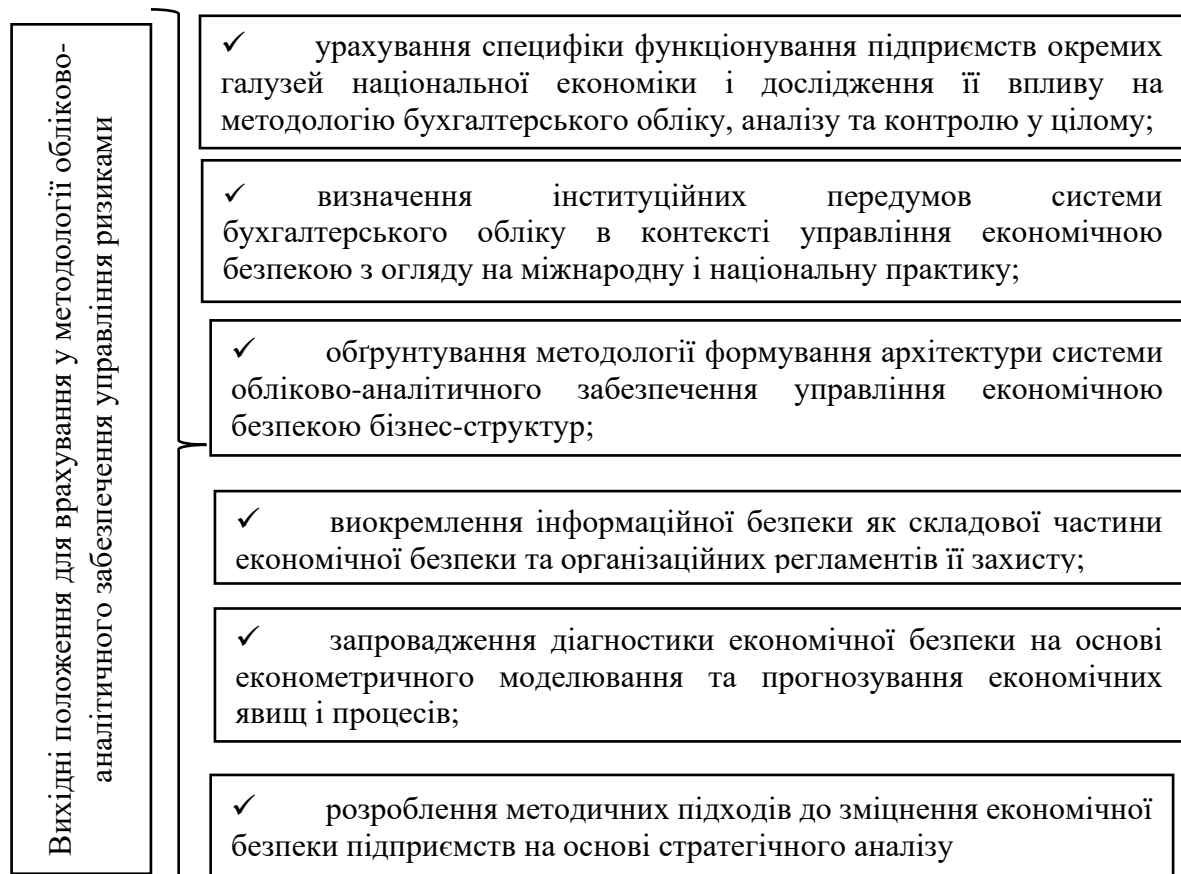 Вихідні положення для врахування у методології обліково-
аналітичного забезпечення управління ризиками
✓ урахування специфіки функціонування підприємств окремих
галузей національної економіки і дослідження її впливу на
методологію бухгалтерського обліку, аналізу та контролю у цілому;
✓ визначення інституційних передумов системи
бухгалтерського обліку в контексті управління економічною
безпекою з огляду на міжнародну і національну практику;
✓ обґрунтування методології формування архітектури системи
обліково-аналітичного забезпечення управління економічною
безпекою бізнес-структур;
✓ виокремлення інформаційної безпеки як складової частини
економічної безпеки та організаційних регламентів її захисту;
✓ запровадження діагностики економічної безпеки на основі
економетричного моделювання та прогнозування економічних
явищ і процесів;
✓ розроблення методичних підходів до зміцнення економічної
безпеки підприємств на основі стратегічного аналізу